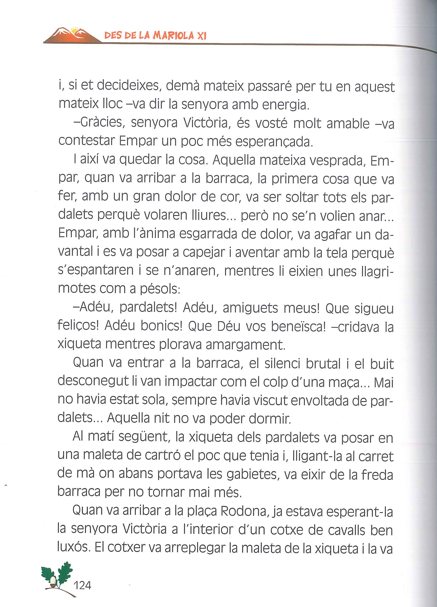 DES DE LA MARIOLA XI
i, si et decideixes, demà mateix passaré per tu en aquest
mateix lloc –va dir la senyora amb energia.
–Gràcies, senyora Victòria, és vosté molt amable –va
contestar Empar un poc més esperançada.
I així va quedar la cosa. Aquella mateixa vesprada, Em-
par, quan va arribar a la barraca, la primera cosa que va
fer, amb un gran dolor de cor, va ser soltar tots els par-
dalets perquè volaren lliures... però no se’n volien anar...
Empar, amb l’ànima esgarrada de dolor, va agafar un da-
vantal i es va posar a capejar i aventar amb la tela perquè
s’espantaren i se n’anaren, mentres li eixien unes llagri-
motes com a pésols:
–Adéu, pardalets! Adéu, amiguets meus! Que sigueu
feliços! Adéu bonics! Que Déu vos beneïsca! –cridava la
xiqueta mentres plorava amargament.
Quan va entrar a la barraca, el silenci brutal i el buit
desconegut li van impactar com el colp d’una maça... Mai
no havia estat sola, sempre havia viscut envoltada de par-
dalets... Aquella nit no va poder dormir.
Al matí següent, la xiqueta dels pardalets va posar en
una maleta de cartró el poc que tenia i, lligant-la al carret
de mà on abans portava les gabietes, va eixir de la freda
barraca per no tornar mai més.
Quan va arribar a la plaça Rodona, ja estava esperant-la
la senyora Victòria a l’interior d’un cotxe de cavalls ben
luxós. El cotxer va arreplegar la maleta de la xiqueta i la va
124